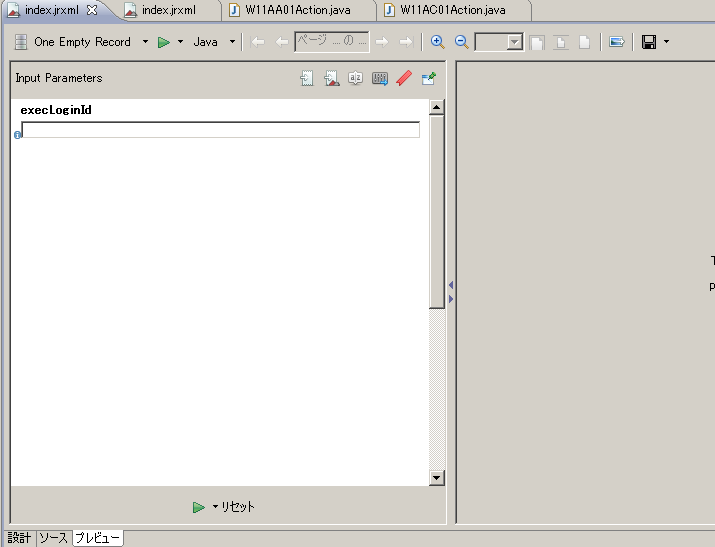 index.jrxml index.jrxml W11AA01Action.java W11AC01Action.java
One Empty Record Java ページ ... の ...
Input Parameters
execLoginId
リセット
設計 ソース プレビュー